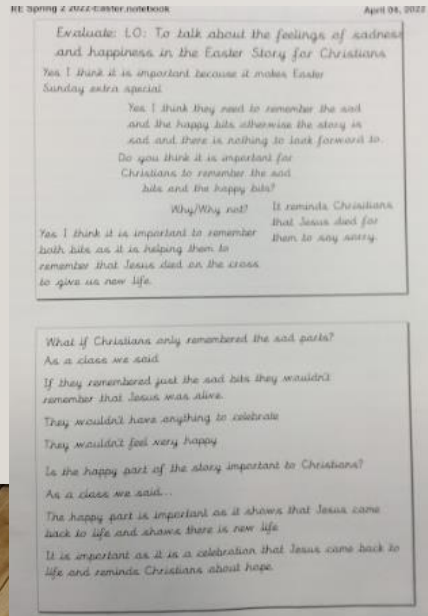 RE Spring 2 2022 Easter.notebook
April 08, 2022
Evaluate: LO: To talk about the feelings of sadness
and happiness in the Easter Story for Christians
Yes I think it is important because it makes Easter
Sunday extra special
Yes I think they need to remember the sad
and the happy bits otherwise the story is
sad and there is nothing to look forward to.
Do you think it is important for
Christians to remember the sad
bits and the happy bits?
Why/Why not?
It reminds Christians
that Jesus died for
them to say sorry.
Yes I think it is important to remember
both bits as it is helping them to
remember that Jesus died on the cross
to give us new life.
What if Christians only remembered the sad parts?
As a class we said
If they remembered just the sad bits they wouldn't
remember that Jesus was alive.
They wouldn't have anything to celebrate
They wouldn't feel very happy
Is the happy part of the story important to Christians?
As a class we said...
The happy part is important as it shows that Jesus came
back to life and shows there is new life
It is important as it is a celebration that Jesus came back to
life and reminds Christians about hope.